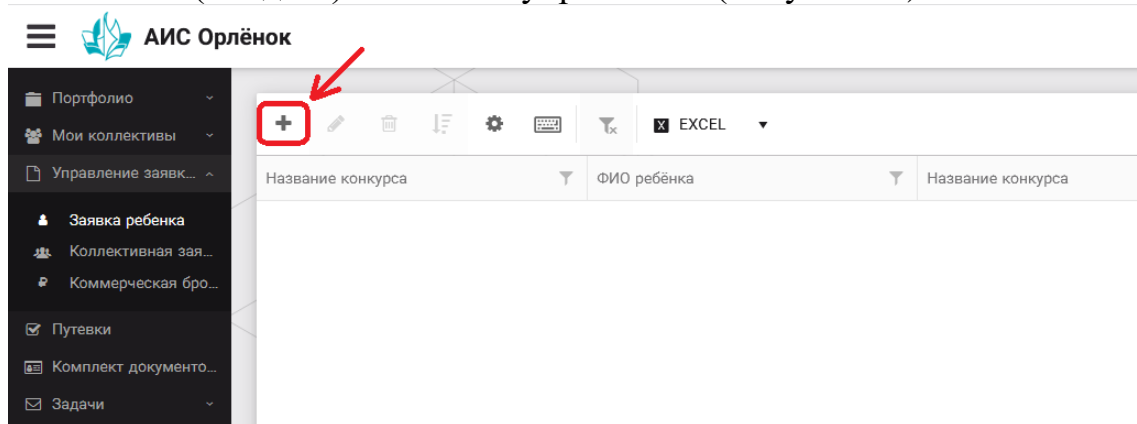 АИС Орлёнок
Портфолио
Мои коллективы
Управление заявк...
Заявка ребенка
Коллективная зая...
Коммерческая бро...
Путевки
Комплект документо...
Задачи
EXCEL
Название конкурса
ФИО ребёнка
Название конкурса